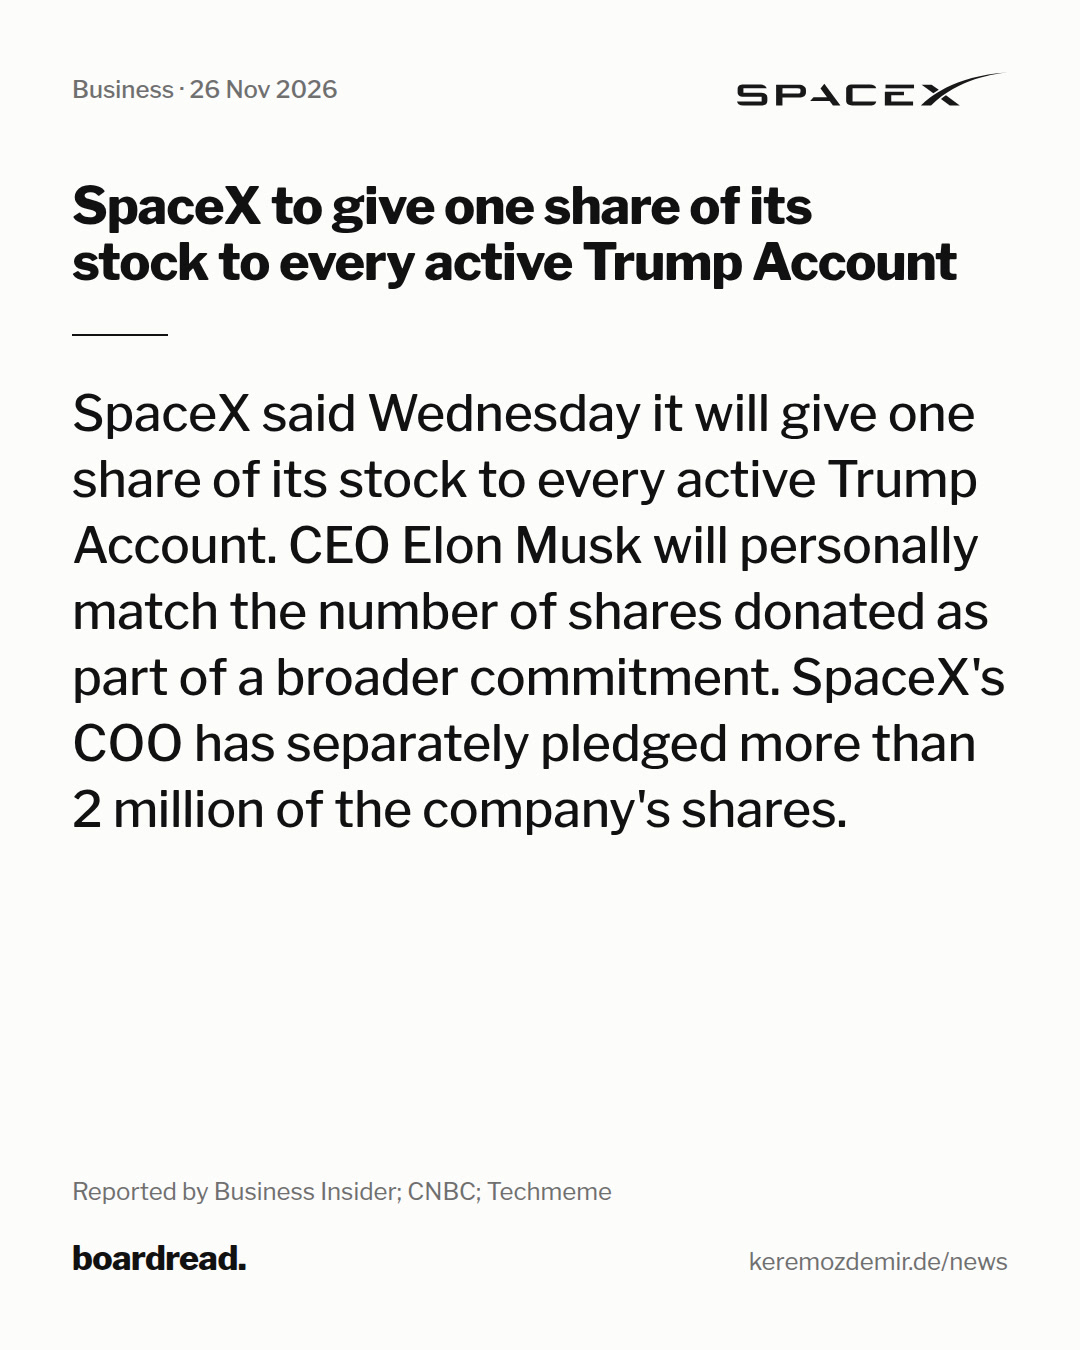 Business · 26 Nov 2026
SPACEX
SpaceX to give one share of its
stock to every active Trump Account
SpaceX said Wednesday it will give one
share of its stock to every active Trump
Account. CEO Elon Musk will personally
match the number of shares donated as
part of a broader commitment. SpaceX's
COO has separately pledged more than
2 million of the company's shares.
Reported by Business Insider; CNBC; Techmeme
boardread.
keremozdemir.de/news